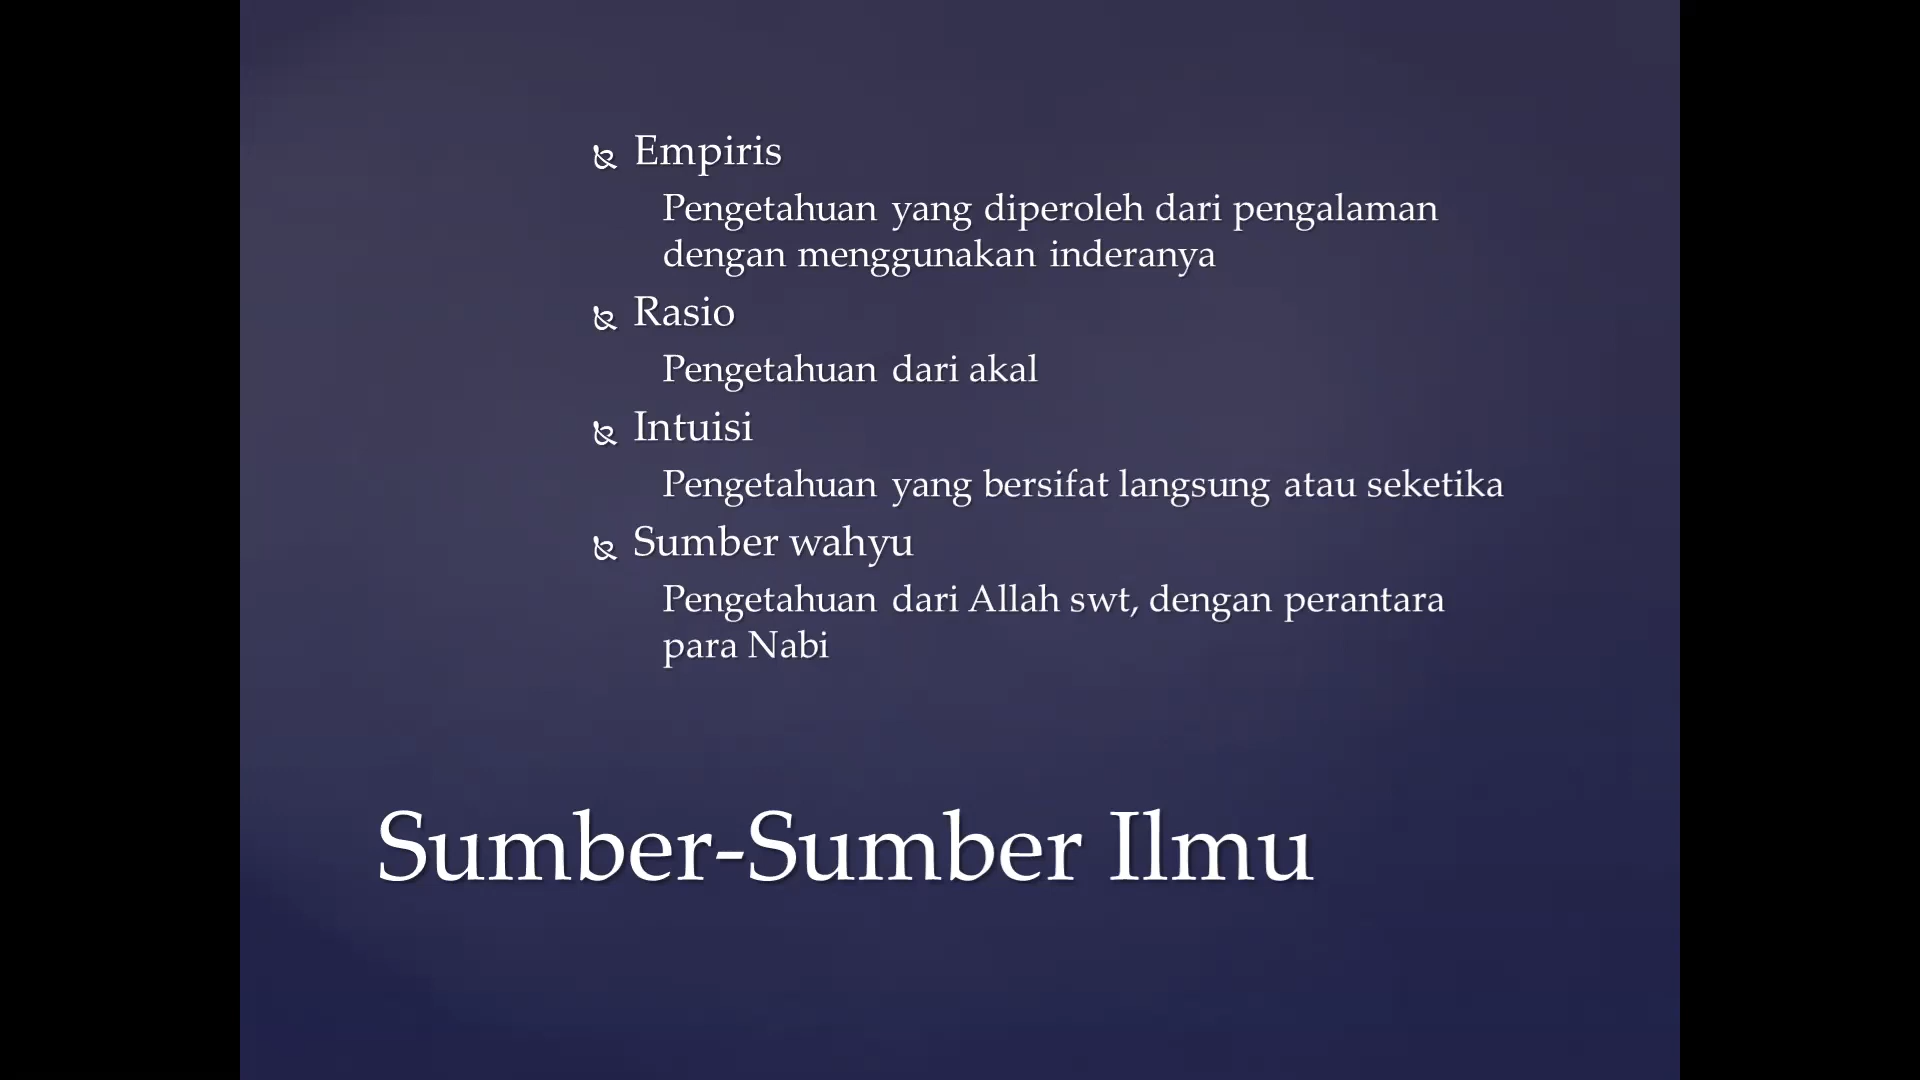 Empiris
Pengetahuan yang diperoleh dari pengalaman
dengan menggunakan inderanya
Rasio
Pengetahuan dari akal
Intuisi
Pengetahuan yang bersifat langsung atau seketika
Sumber wahyu
Pengetahuan dari Allah swt, dengan perantara
para Nabi
Sumber-Sumber Ilmu